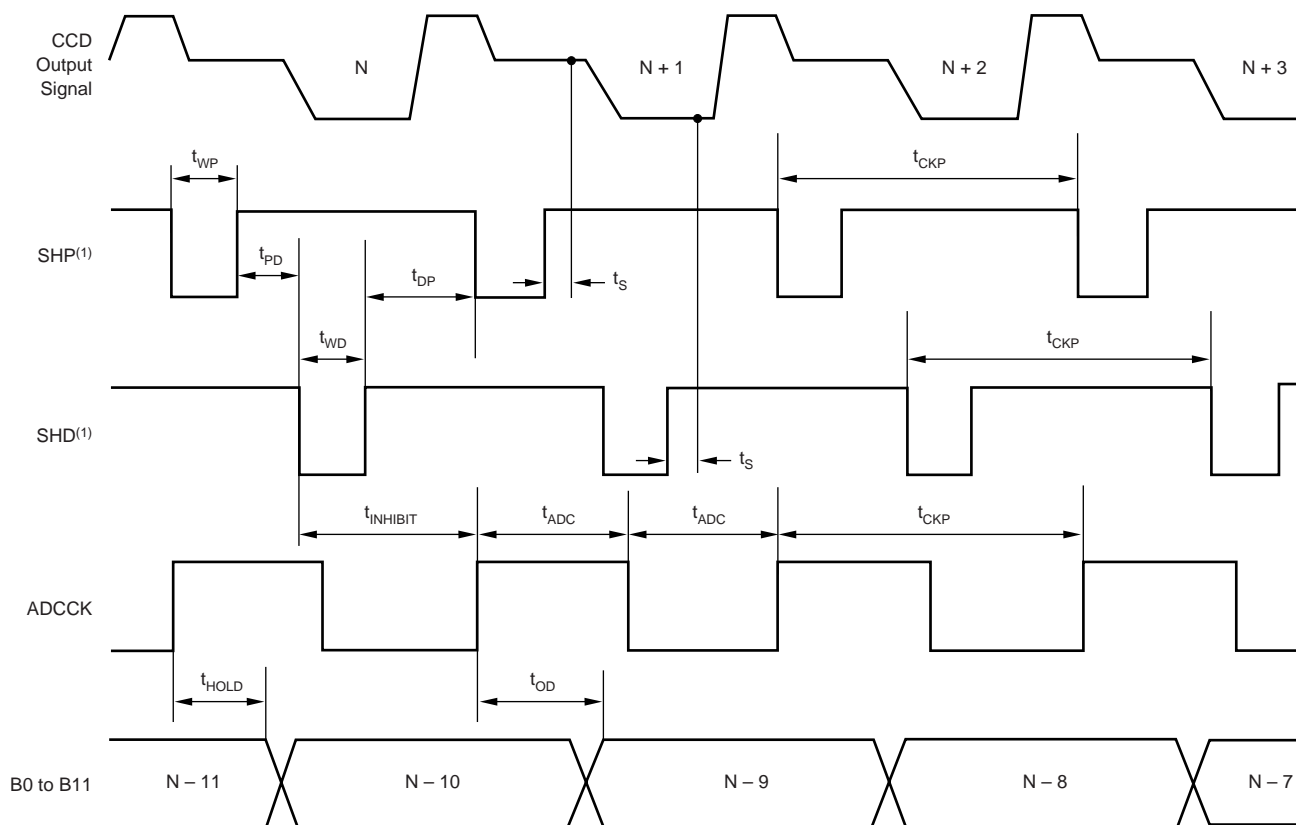 CCD
Output
Signal
N
N + 1
N + 2
N + 3
tWP
tCKP
SHP(1)
tPD
tDP
tS
tWD
tCKP
SHD(1)
tS
tINHIBIT
tADC
tADC
tCKP
ADCCK
tHOLD
tOD
B0 to B11
N – 11
N – 10
N – 9
N – 8
N – 7